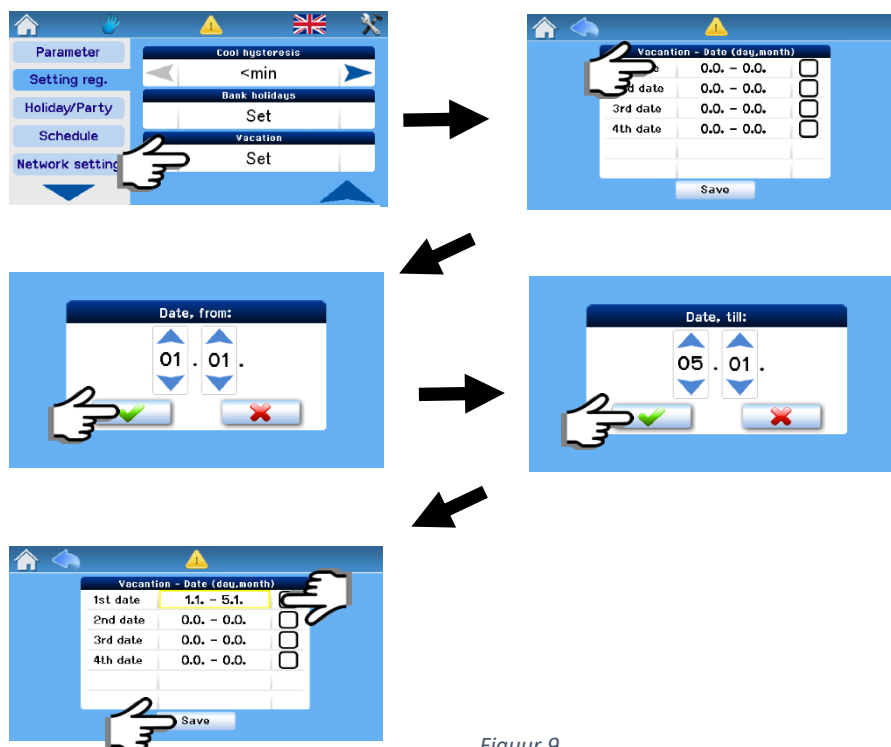 Parameter
Setting reg.
Holiday/Party
Schedule
Network setting
Cool hysteresis
<min
Bank holidays
Set
Vacation
Set
Vacantion - Date (day,month)
0.0. - 0.0.
date 0.0. - 0.0.
3rd date 0.0. - 0.0.
4th date 0.0. - 0.0.
Save
Date, from:
01 . 01 .
Date, till:
05 . 01 .
Vacantion - Date (day,month)
1st date 1.1. - 5.1.
2nd date 0.0. - 0.0.
3rd date 0.0. - 0.0.
4th date 0.0. - 0.0.
Save
Figuur 9